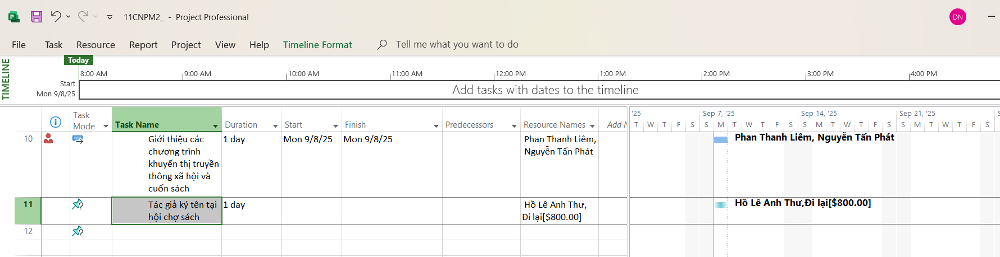 11CNPM2_ - Project Professional
ĐN
File Task Resource Report Project View Help Timeline Format Tell me what you want to do
TIMELINE
Today
8:00 AM 9:00 AM 10:00 AM 11:00 AM 12:00 PM 1:00 PM 2:00 PM 3:00 PM 4:00 PM
Start
Mon 9/8/25
Add tasks with dates to the timeline
Task Mode Task Name Duration Start Finish Predecessors Resource Names Add N
'25 Sep 7, '25 Sep 14, '25 Sep 21, '25 S
T W T F S S M T W T F S S M T W T F S S M T W T F S
10 Giới thiệu các 1 day Mon 9/8/25 Mon 9/8/25 Phan Thanh Liêm, Phan Thanh Liêm, Nguyễn Tấn Phát
chương trình Nguyễn Tấn Phát
khuyến thị truyền
thông xã hội và
cuốn sách
11 Tác giả ký tên tại 1 day Hồ Lê Anh Thư, Hồ Lê Anh Thư,Đi lại[$800.00]
hội chợ sách Đi lại[$800.00]
12